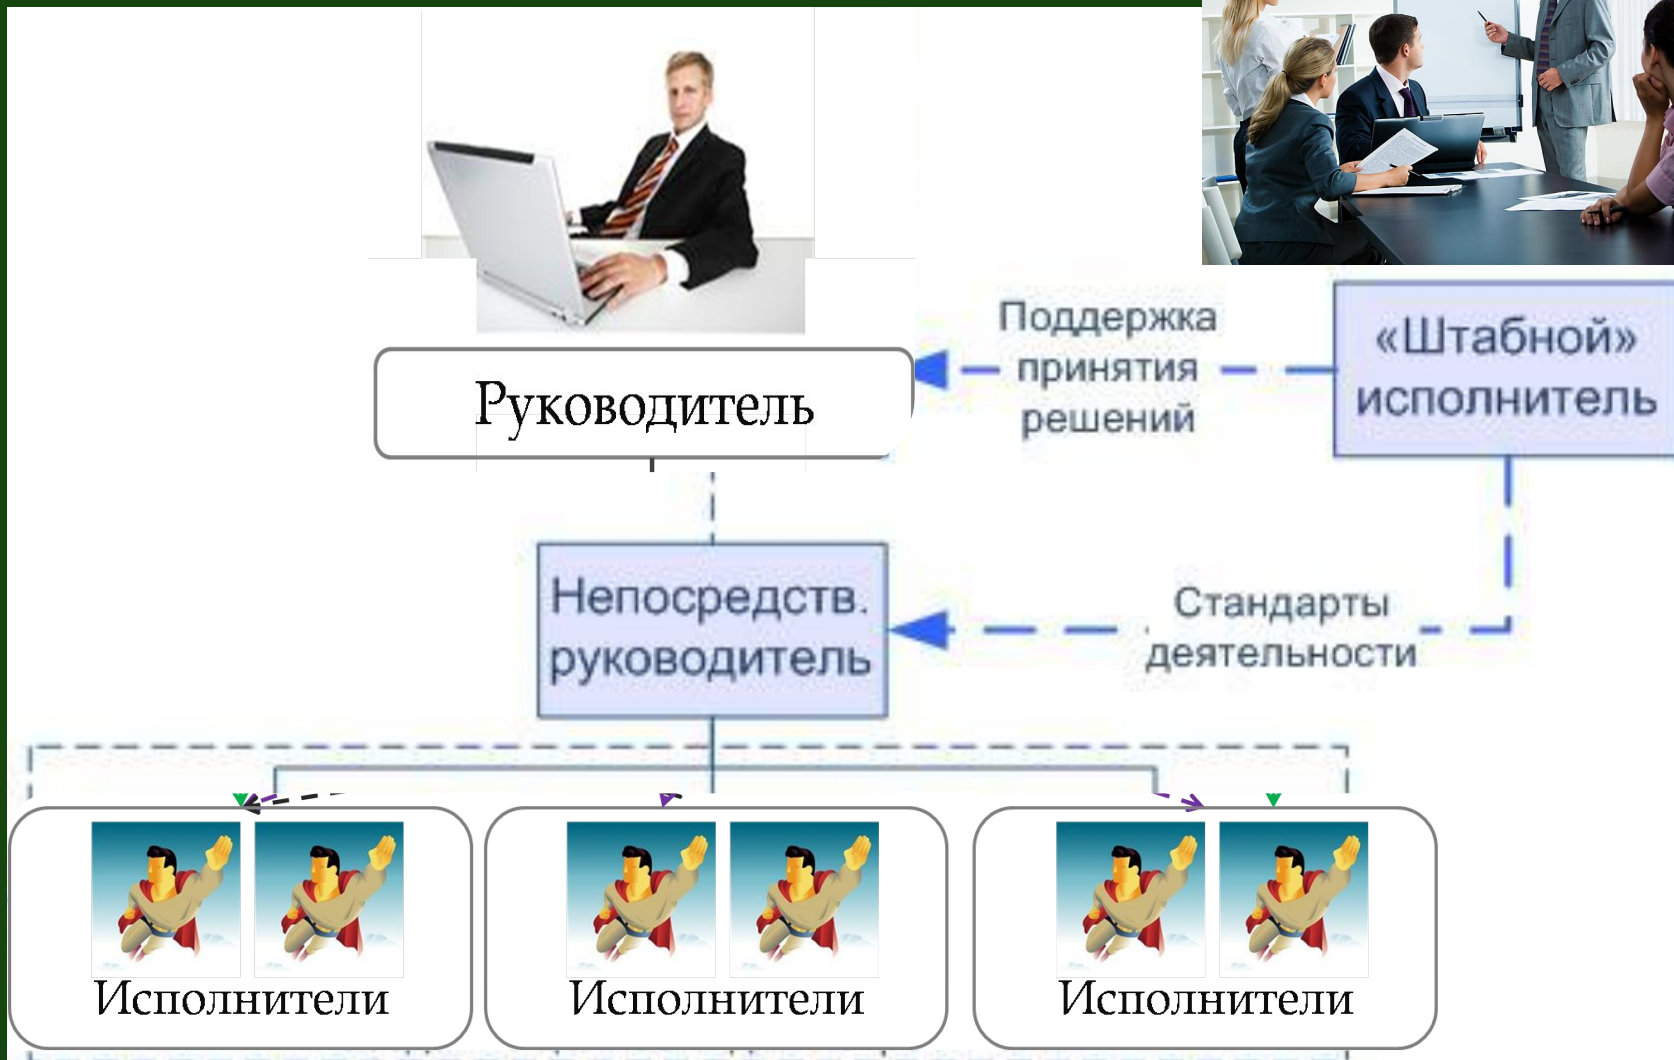 Руководитель
Поддержка
принятия
решений
«Штабной»
исполнитель
Непосредств.
руководитель
Стандарты
деятельности
Исполнители
Исполнители
Исполнители